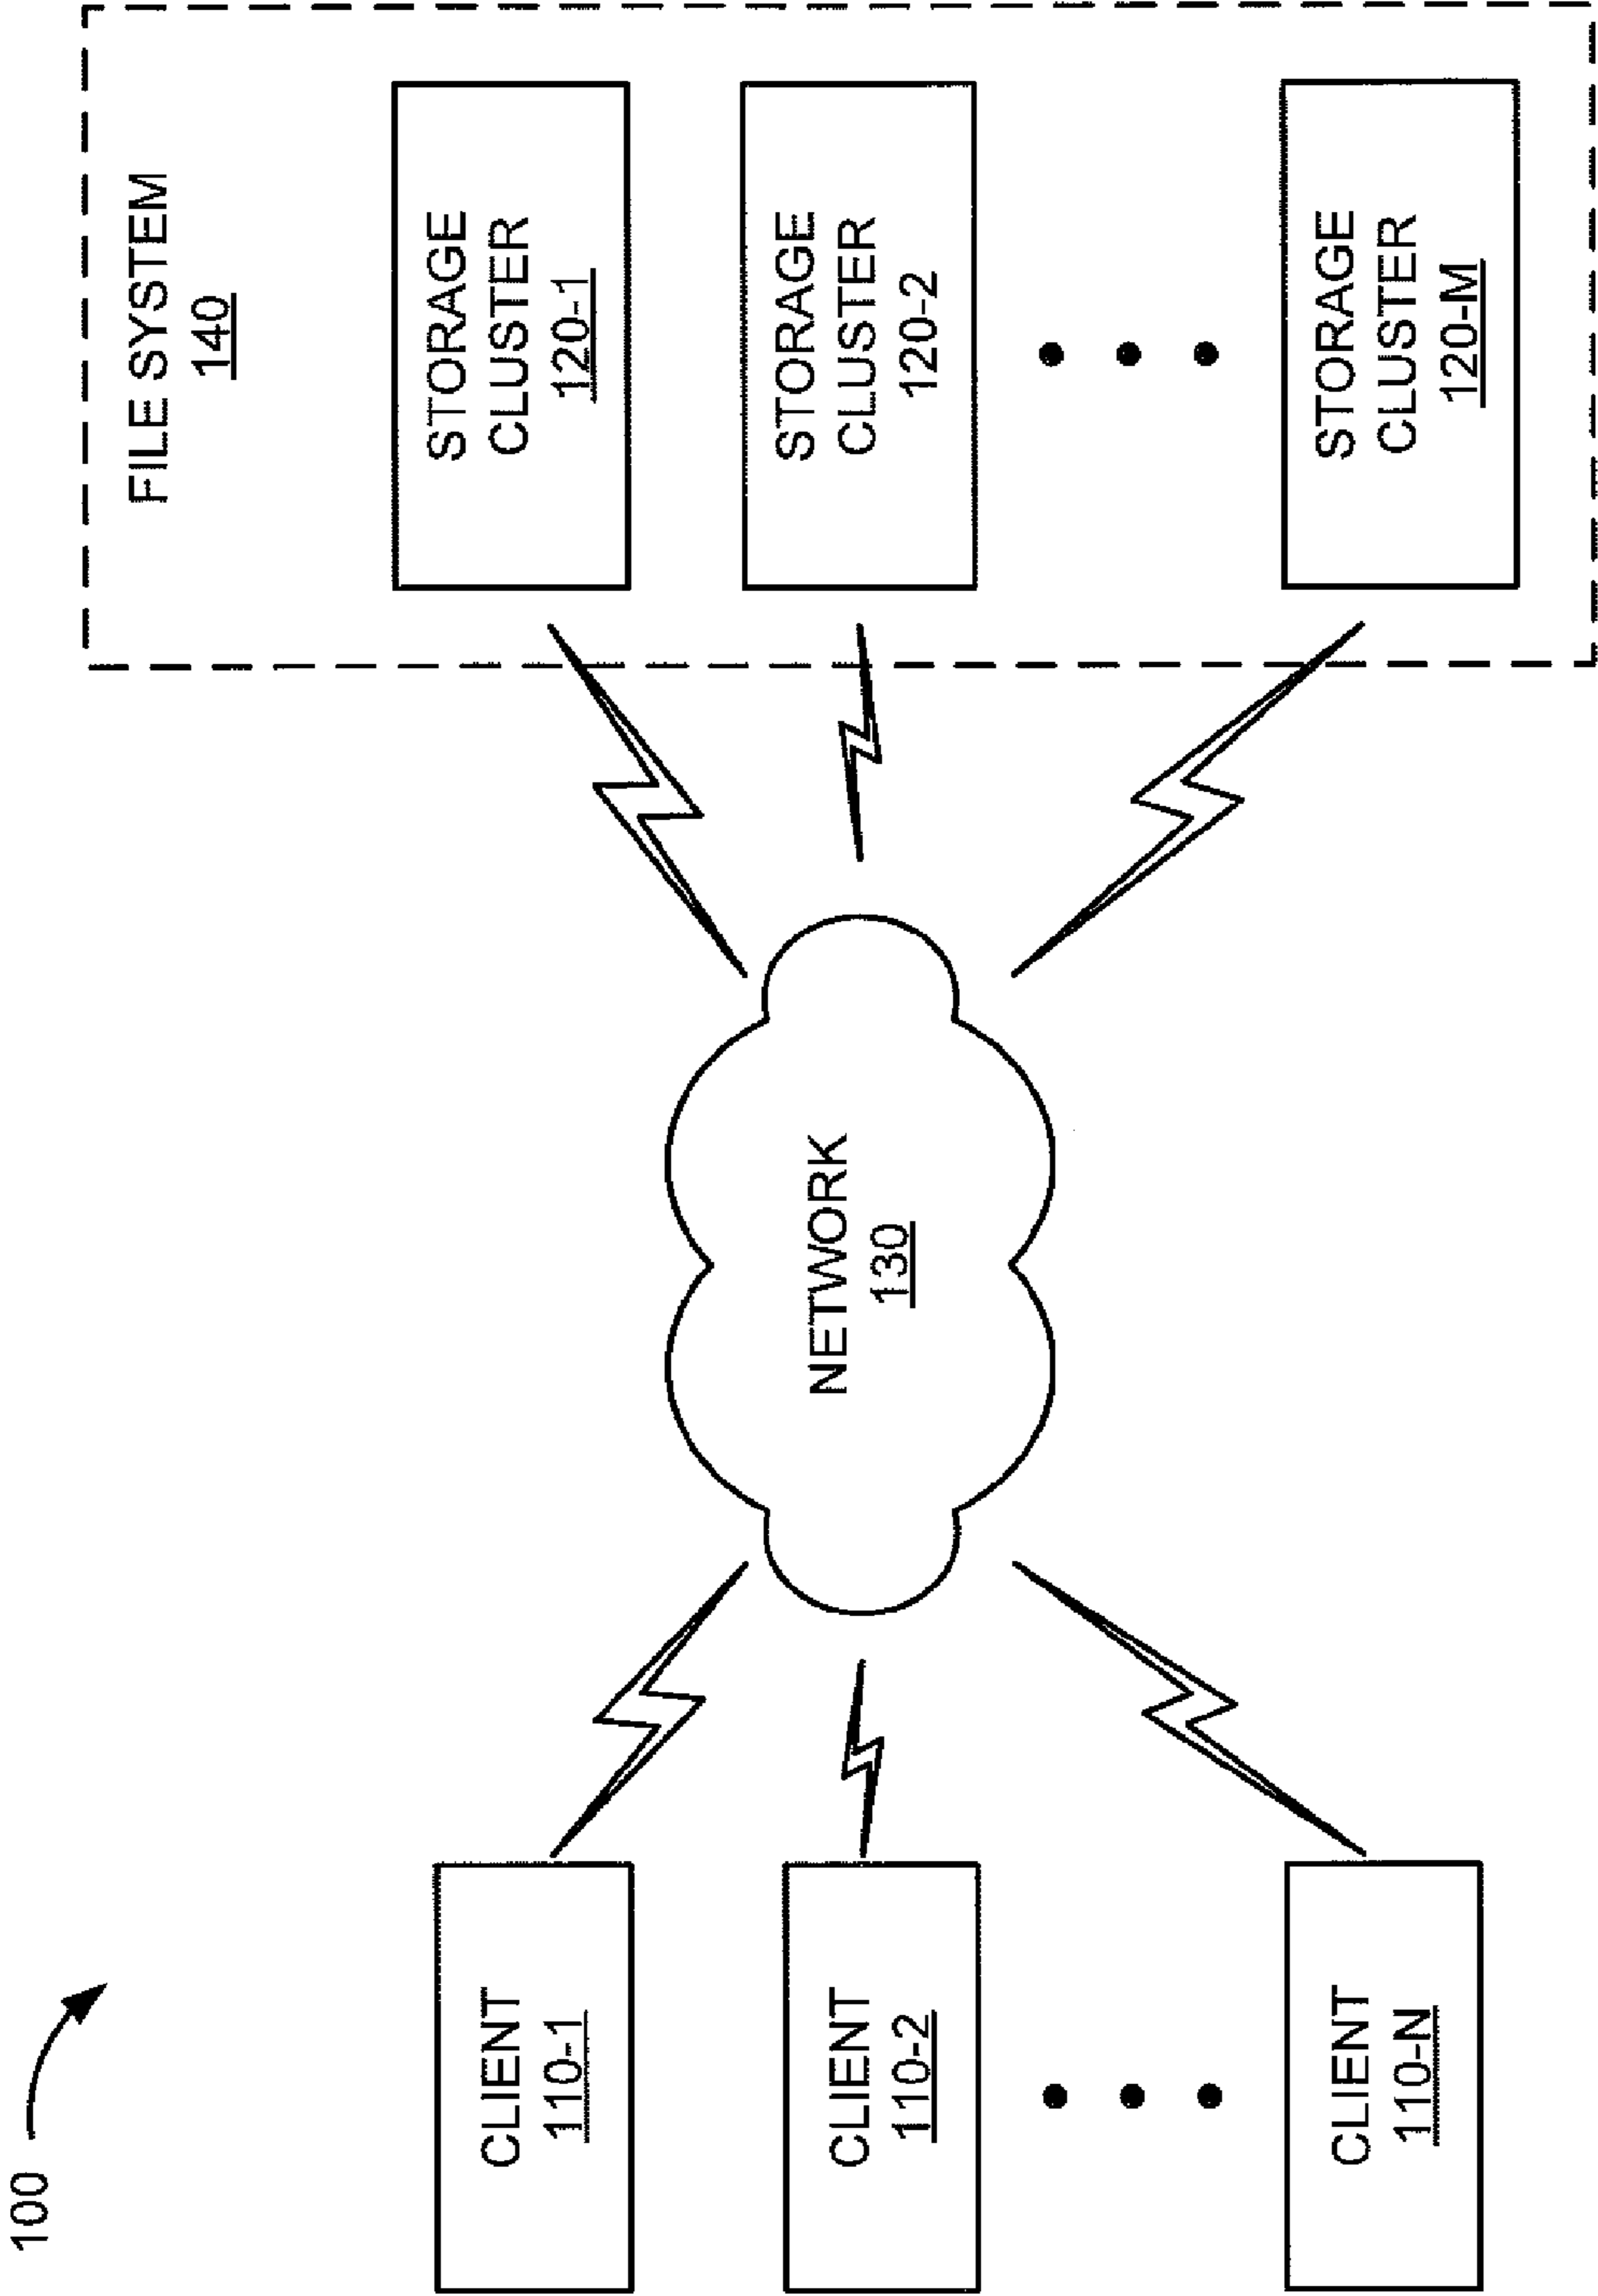 100
FILE SYSTEM
140
CLIENT
110-1
CLIENT
110-2
CLIENT
110-N
NETWORK
130
STORAGE
CLUSTER
120-1
STORAGE
CLUSTER
120-2
STORAGE
CLUSTER
120-M